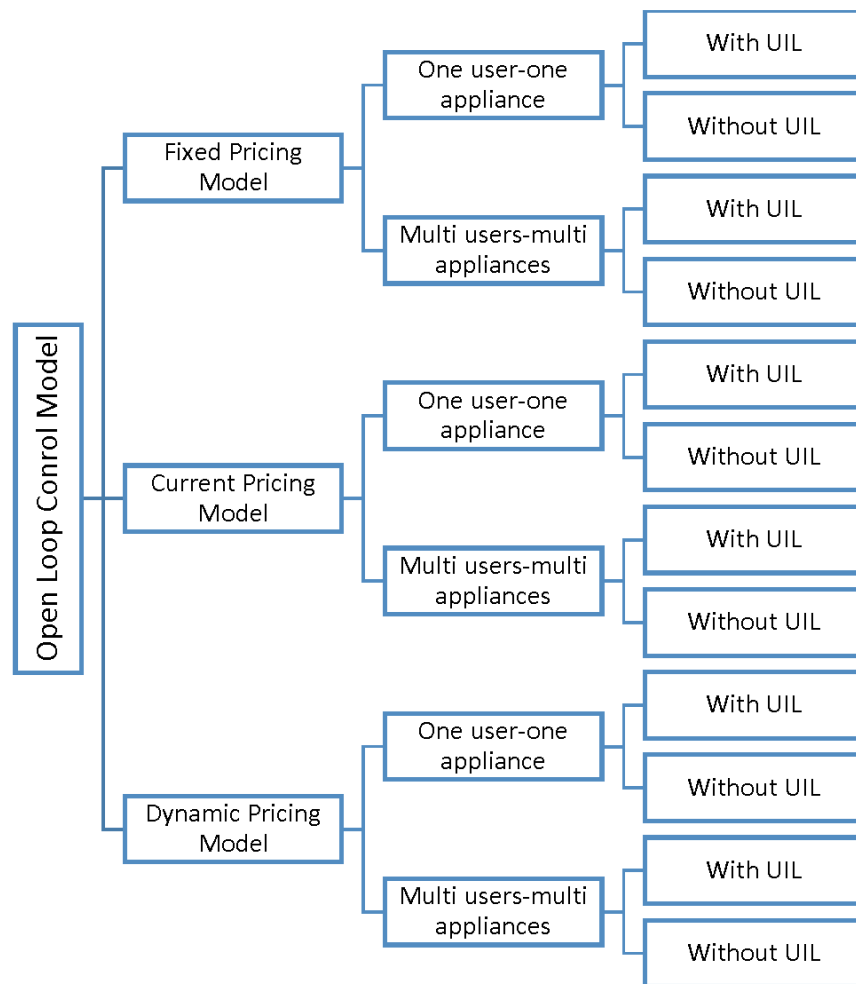 Open Loop Conrol Model
Fixed Pricing
Model
One user-one
appliance
With UIL
Without UIL
Multi users-multi
appliances
With UIL
Without UIL
Current Pricing
Model
One user-one
appliance
With UIL
Without UIL
Multi users-multi
appliances
With UIL
Without UIL
Dynamic Pricing
Model
One user-one
appliance
With UIL
Without UIL
Multi users-multi
appliances
With UIL
Without UIL